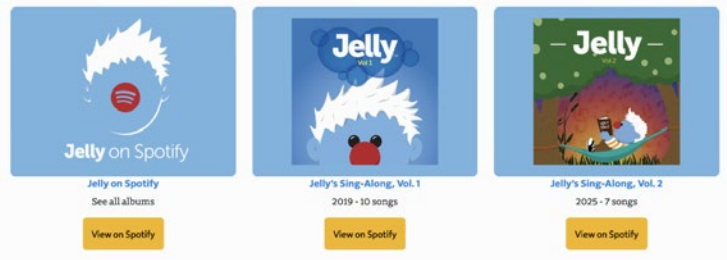 Jelly on Spotify
Jelly on Spotify
See all albums
View on Spotify
Jelly
Vol 1
Jelly's Sing-Along, Vol. 1
2019 - 10 songs
View on Spotify
Jelly
Vol 2
Jelly's Sing-Along, Vol. 2
2025 - 7 songs
View on Spotify